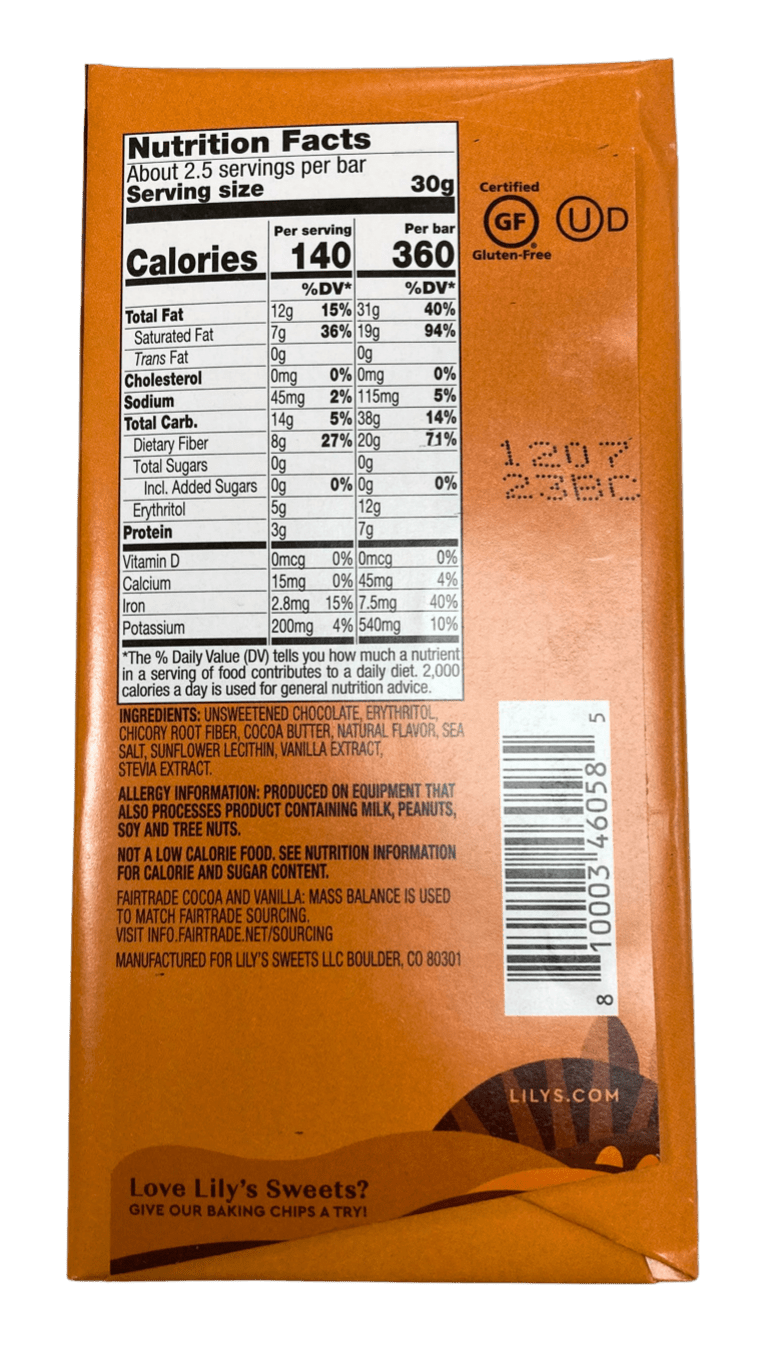 Nutrition Facts
About 2.5 servings per bar
Serving size 30g
Per serving Per bar
Calories 140 360
%DV* %DV*
Total Fat 12g 15% 31g 40%
Saturated Fat 7g 36% 19g 94%
Trans Fat 0g 0g
Cholesterol 0mg 0% 0mg 0%
Sodium 45mg 2% 115mg 5%
Total Carb. 14g 5% 38g 14%
Dietary Fiber 8g 27% 20g 71%
Total Sugars 0g 0g
Incl. Added Sugars 0g 0% 0g 0%
Erythritol 5g 12g
Protein 3g 7g
Vitamin D 0mcg 0% 0mcg 0%
Calcium 15mg 0% 45mg 4%
Iron 2.8mg 15% 7.5mg 40%
Potassium 200mg 4% 540mg 10%
*The % Daily Value (DV) tells you how much a nutrient
in a serving of food contributes to a daily diet. 2,000
calories a day is used for general nutrition advice.
INGREDIENTS: UNSWEETENED CHOCOLATE, ERYTHRITOL,
CHICORY ROOT FIBER, COCOA BUTTER, NATURAL FLAVOR, SEA
SALT, SUNFLOWER LECITHIN, VANILLA EXTRACT,
STEVIA EXTRACT.
ALLERGY INFORMATION: PRODUCED ON EQUIPMENT THAT
ALSO PROCESSES PRODUCT CONTAINING MILK, PEANUTS,
SOY AND TREE NUTS.
NOT A LOW CALORIE FOOD. SEE NUTRITION INFORMATION
FOR CALORIE AND SUGAR CONTENT.
FAIRTRADE COCOA AND VANILLA: MASS BALANCE IS USED
TO MATCH FAIRTRADE SOURCING.
VISIT INFO.FAIRTRADE.NET/SOURCING
MANUFACTURED FOR LILY'S SWEETS LLC BOULDER, CO 80301
Certified
GF
Gluten-Free
U D
1207
23BC
8 10003 46058 5
LILYS.COM
Love Lily's Sweets?
GIVE OUR BAKING CHIPS A TRY!